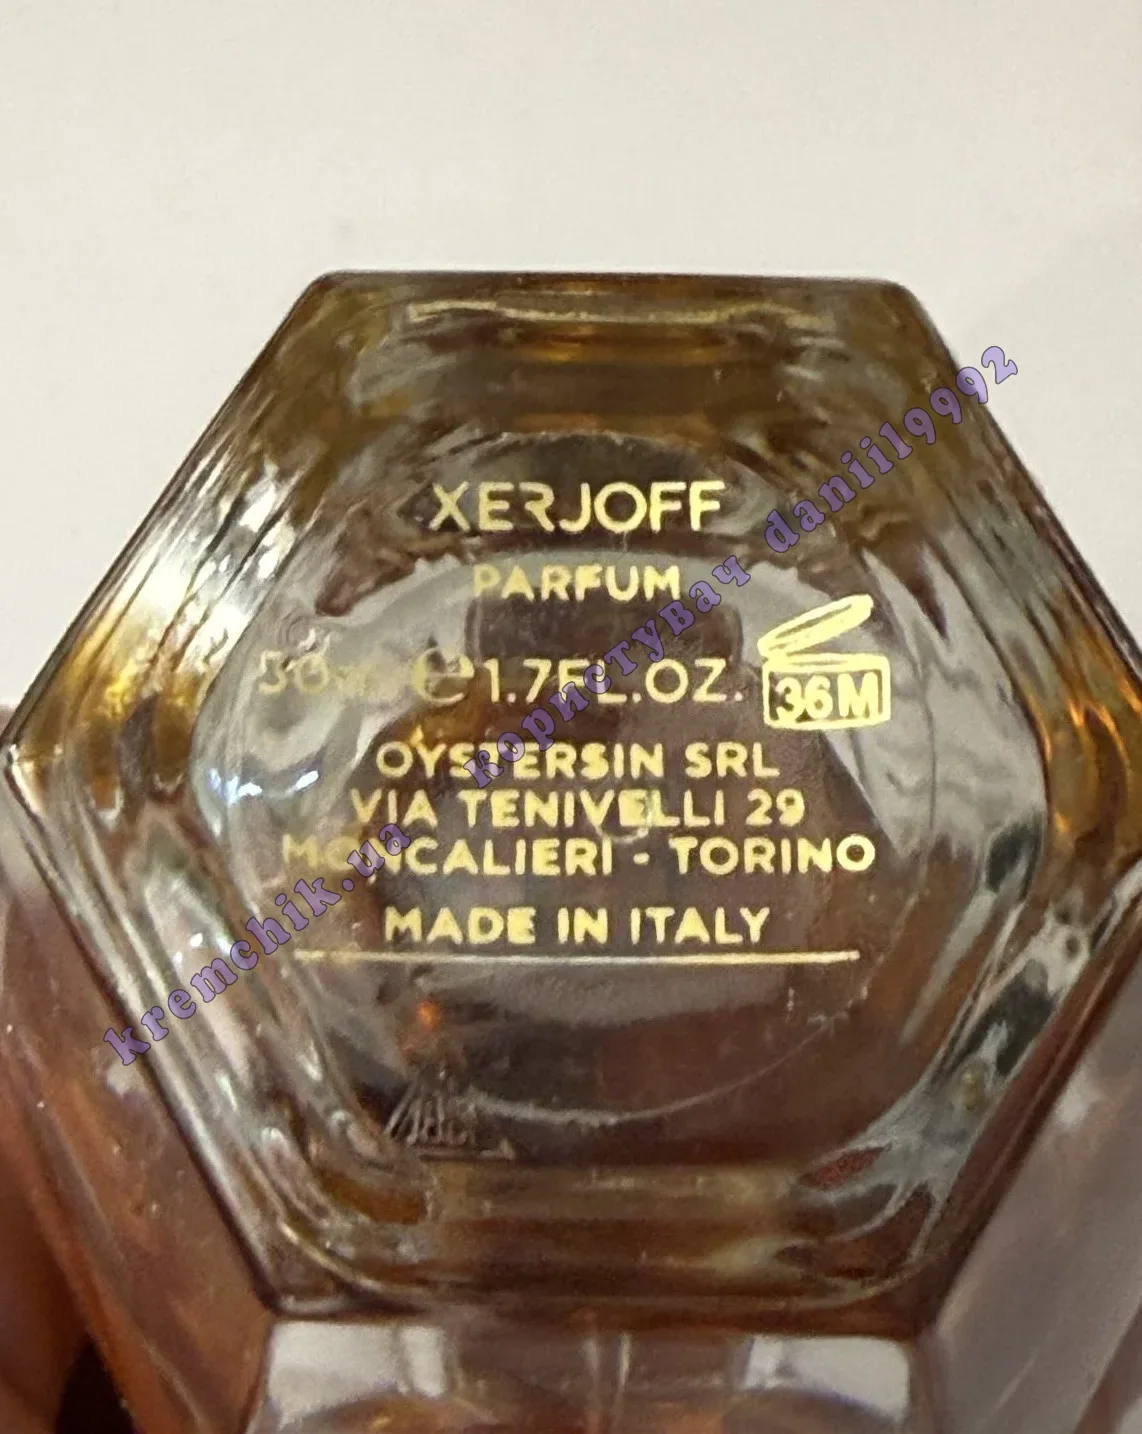 XERJOFF
PARFUM
50ml e 1.7FL.OZ.
36M
OYSTERSIN SRL
VIA TENIVELLI 29
MONCALIERI - TORINO
MADE IN ITALY
kremchik.ua користувач daniil9992